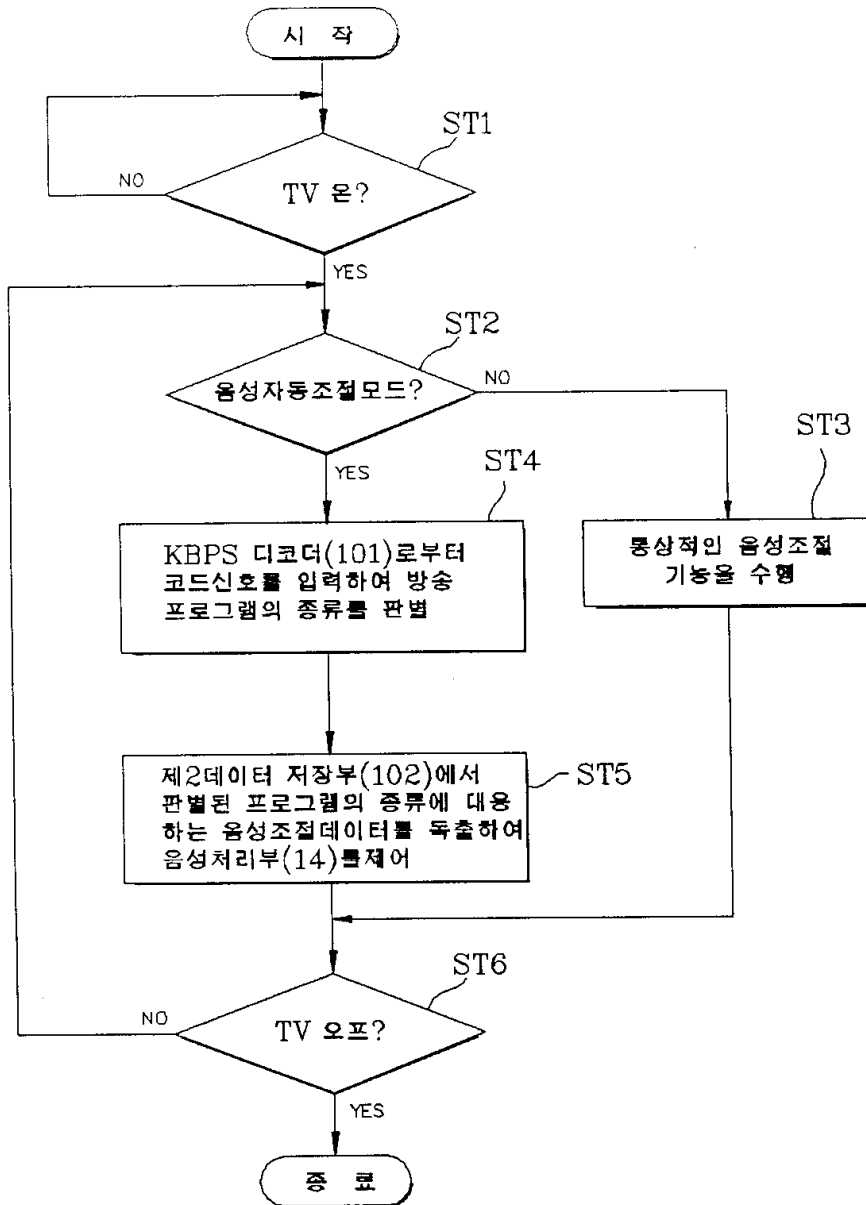 시 작
ST1
TV 온?
NO
YES
ST2
음성자동조절모드?
NO
YES
ST3
통상적인 음성조절
기능을 수행
ST4
KBPS 디코더(101)로부터
코드신호를 입력하여 방송
프로그램의 종류를 판별
ST5
제2데이터 저장부(102)에서
판별된 프로그램의 종류에 대응
하는 음성조절데이터를 독출하여
음성처리부(14)를제어
ST6
TV 오프?
NO
YES
종 료